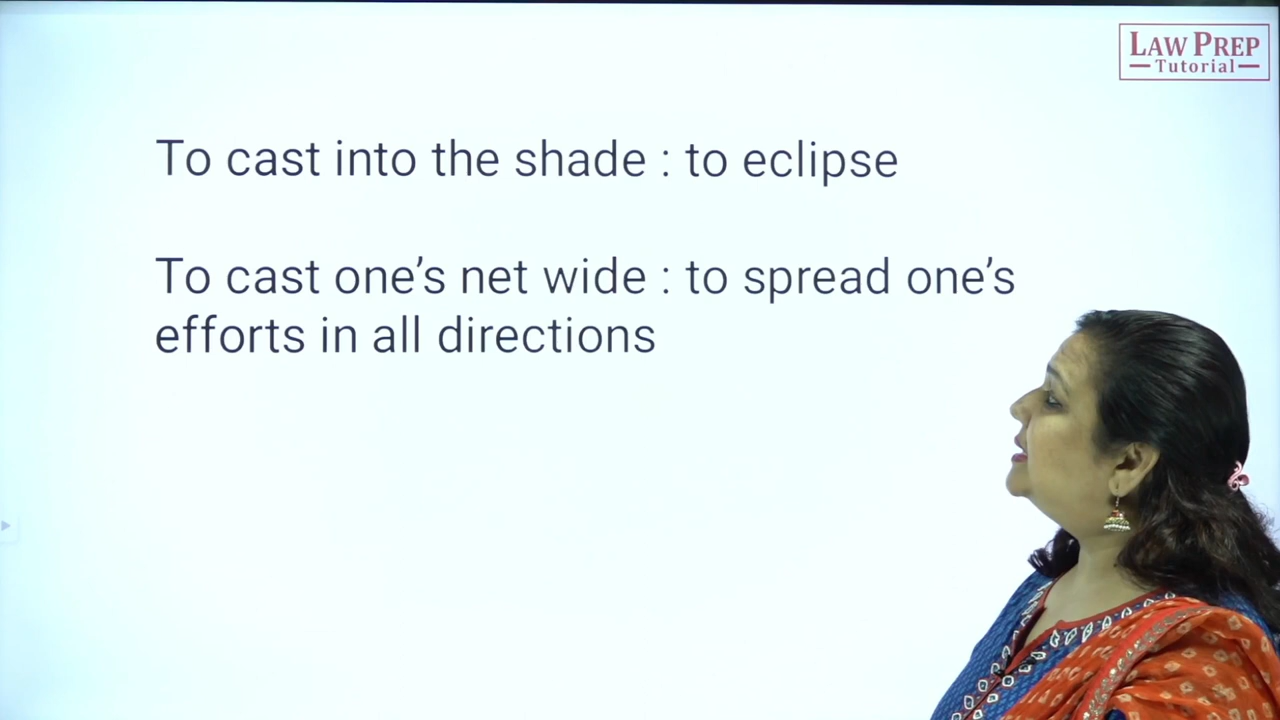 LAW PREP
Tutorial
To cast into the shade : to eclipse
To cast one’s net wide : to spread one’s
efforts in all directions